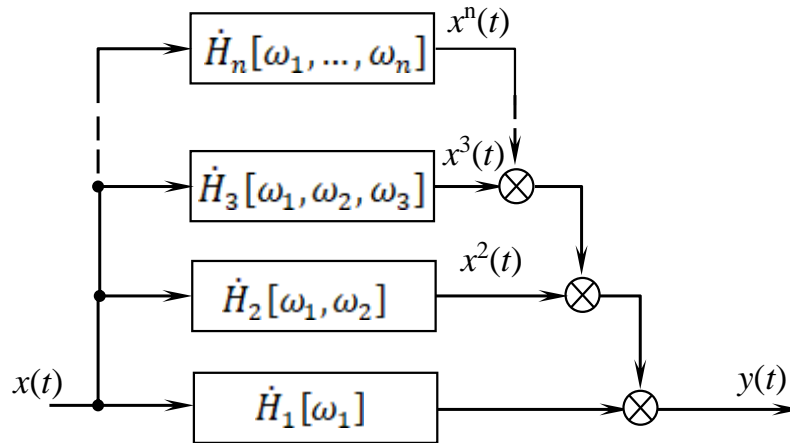 xⁿ(t)
Ḣₙ[ω₁, …, ωₙ]
x³(t)
Ḣ₃[ω₁, ω₂, ω₃]
x²(t)
Ḣ₂[ω₁, ω₂]
x(t)
Ḣ₁[ω₁]
y(t)